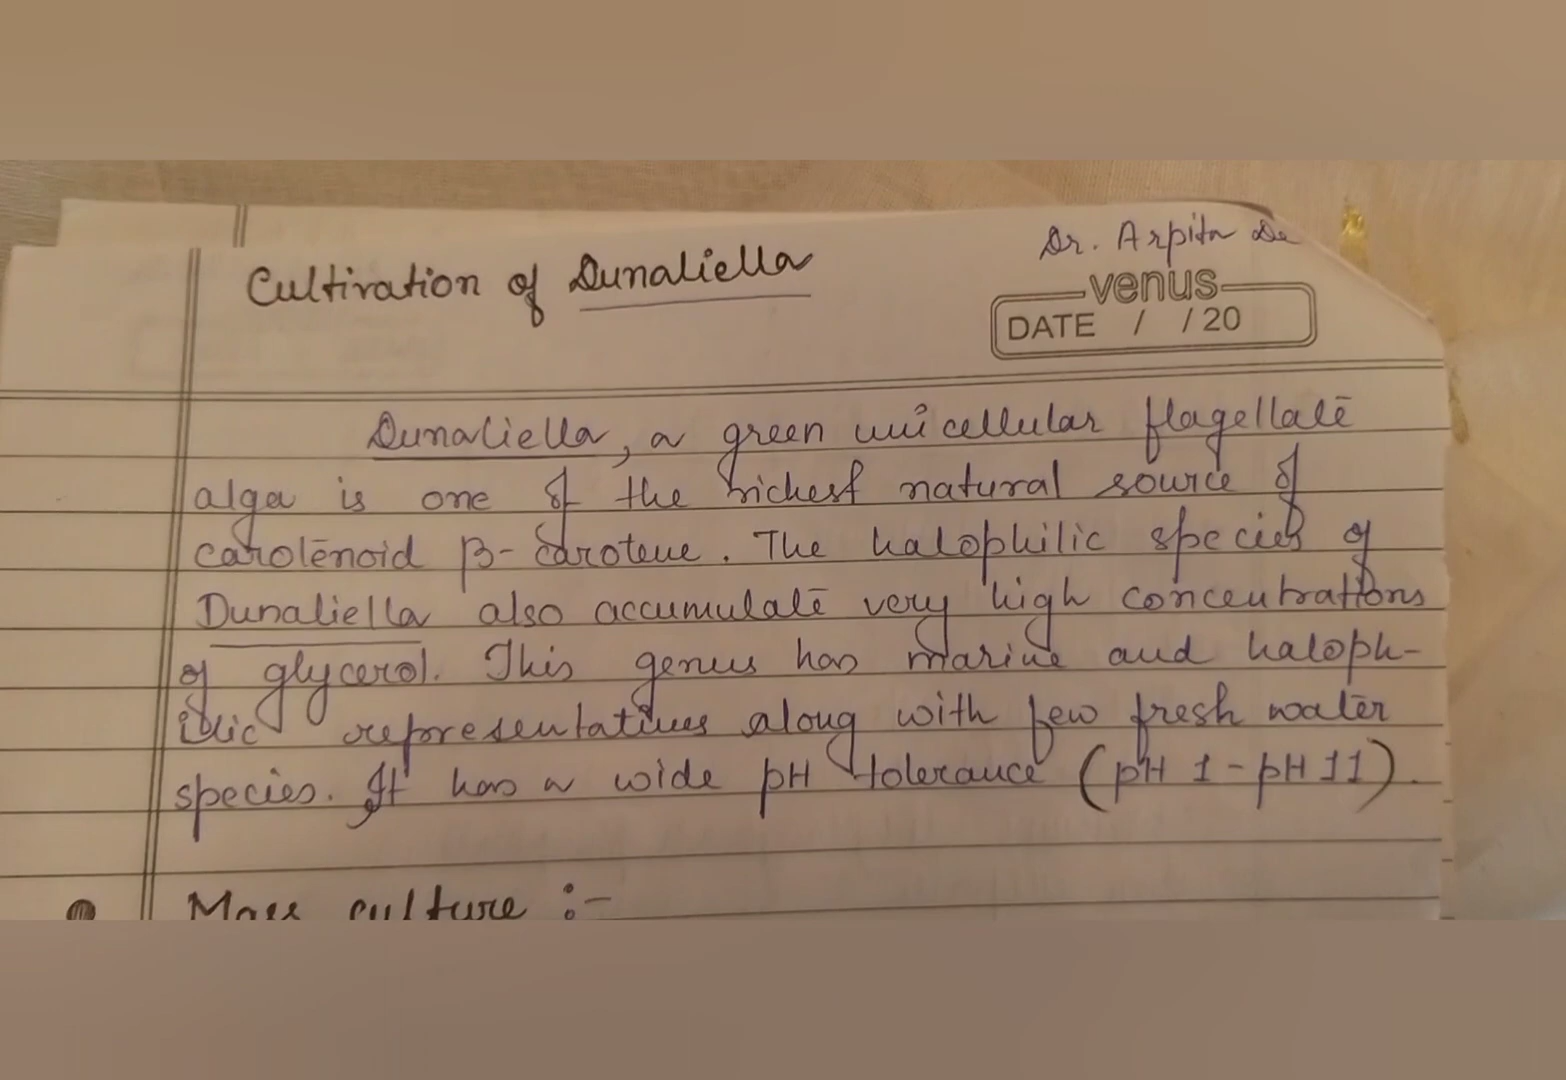 Dr. Arpita De
Cultivation of Dunaliella
venus
DATE / /20
Dunaliella, a green unicellular flagellate
alga is one of the richest natural source of
carotenoid β-carotene. The halophilic species of
Dunaliella also accumulate very high concentrations
of glycerol. This genus has marine and haloph-
ilic representatives along with few fresh water
species. It has a wide pH tolerance (pH 1 - pH 11).
Mass culture :-